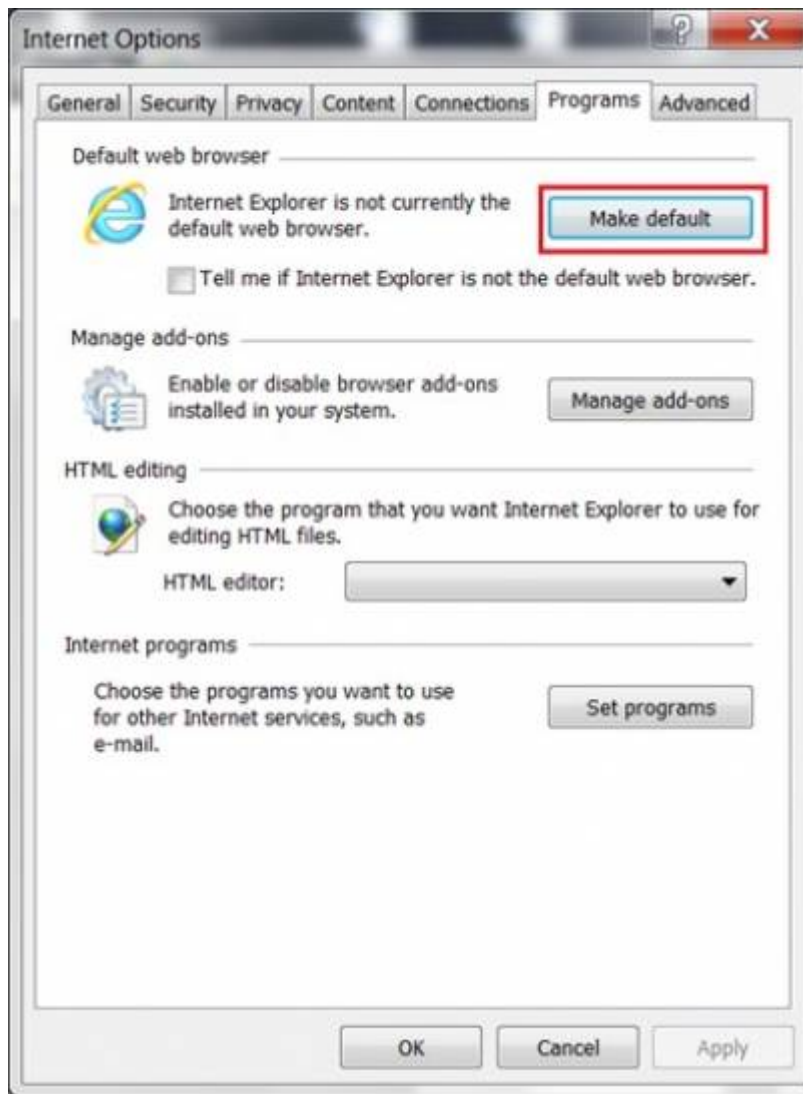 Internet Options
General Security Privacy Content Connections Programs Advanced
Default web browser
Internet Explorer is not currently the
default web browser.
Make default
Tell me if Internet Explorer is not the default web browser.
Manage add-ons
Enable or disable browser add-ons
installed in your system.
Manage add-ons
HTML editing
Choose the program that you want Internet Explorer to use for
editing HTML files.
HTML editor:
Internet programs
Choose the programs you want to use
for other Internet services, such as
e-mail.
Set programs
OK Cancel Apply